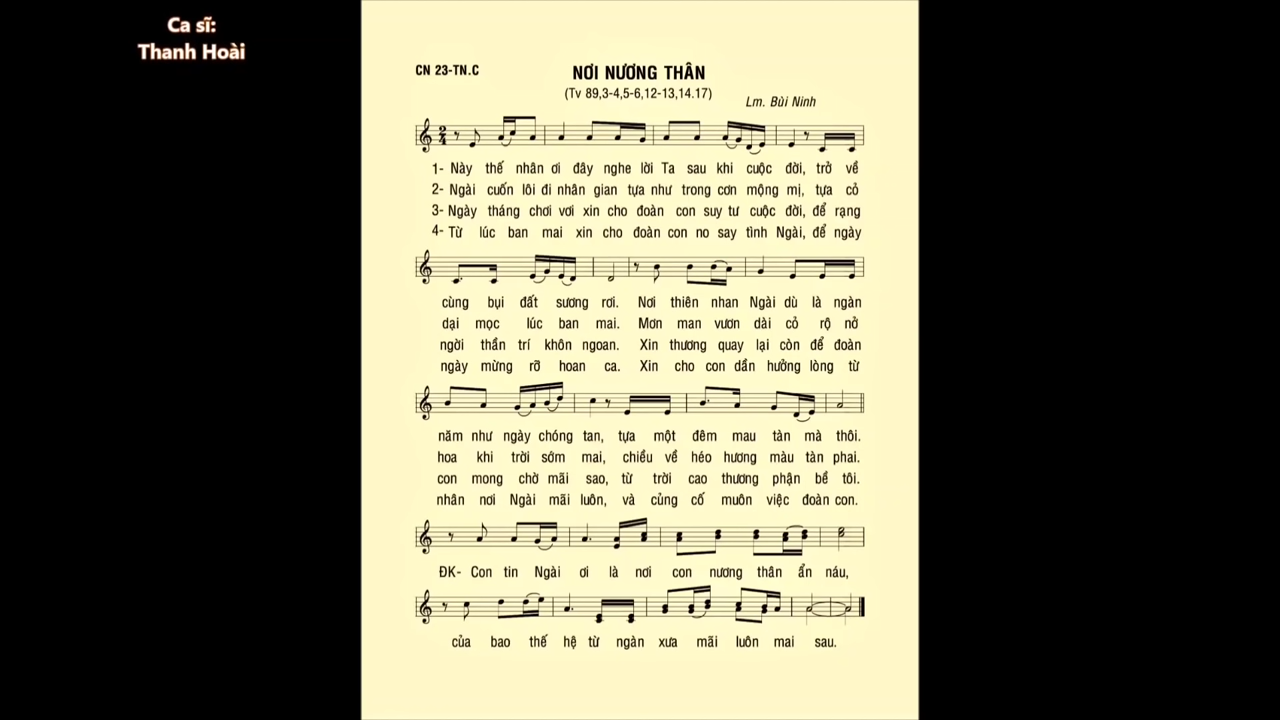 Ca sĩ:
Thanh Hoài
CN 23-TN.C
NƠI NƯƠNG THÂN
(Tv 89,3-4,5-6,12-13,14.17)
Lm. Bùi Ninh
1- Này thế nhân ơi đây nghe lời Ta sau khi cuộc đời, trở về
2- Ngài cuốn lôi đi nhân gian tựa như trong cơn mộng mị, tựa cỏ
3- Ngày tháng chơi vơi xin cho đoàn con suy tư cuộc đời, để rạng
4- Từ lúc ban mai xin cho đoàn con no say tình Ngài, để ngày
cùng bụi đất sương rơi. Nơi thiên nhan Ngài dù là ngàn
dại mọc lúc ban mai. Mơn man vươn dài cỏ rộ nở
ngời thần trí khôn ngoan. Xin thương quay lại còn để đoàn
ngày mừng rỡ hoan ca. Xin cho con dần hưởng lòng từ
năm như ngày chóng tan, tựa một đêm mau tàn mà thôi.
hoa khi trời sớm mai, chiều về héo hương màu tàn phai.
con mong chờ mãi sao, từ trời cao thương phận bề tôi.
nhân nơi Ngài mãi luôn, và củng cố muôn việc đoàn con.
ĐK- Con tin Ngài ơi là nơi con nương thân ẩn náu,
của bao thế hệ từ ngàn xưa mãi luôn mai sau.